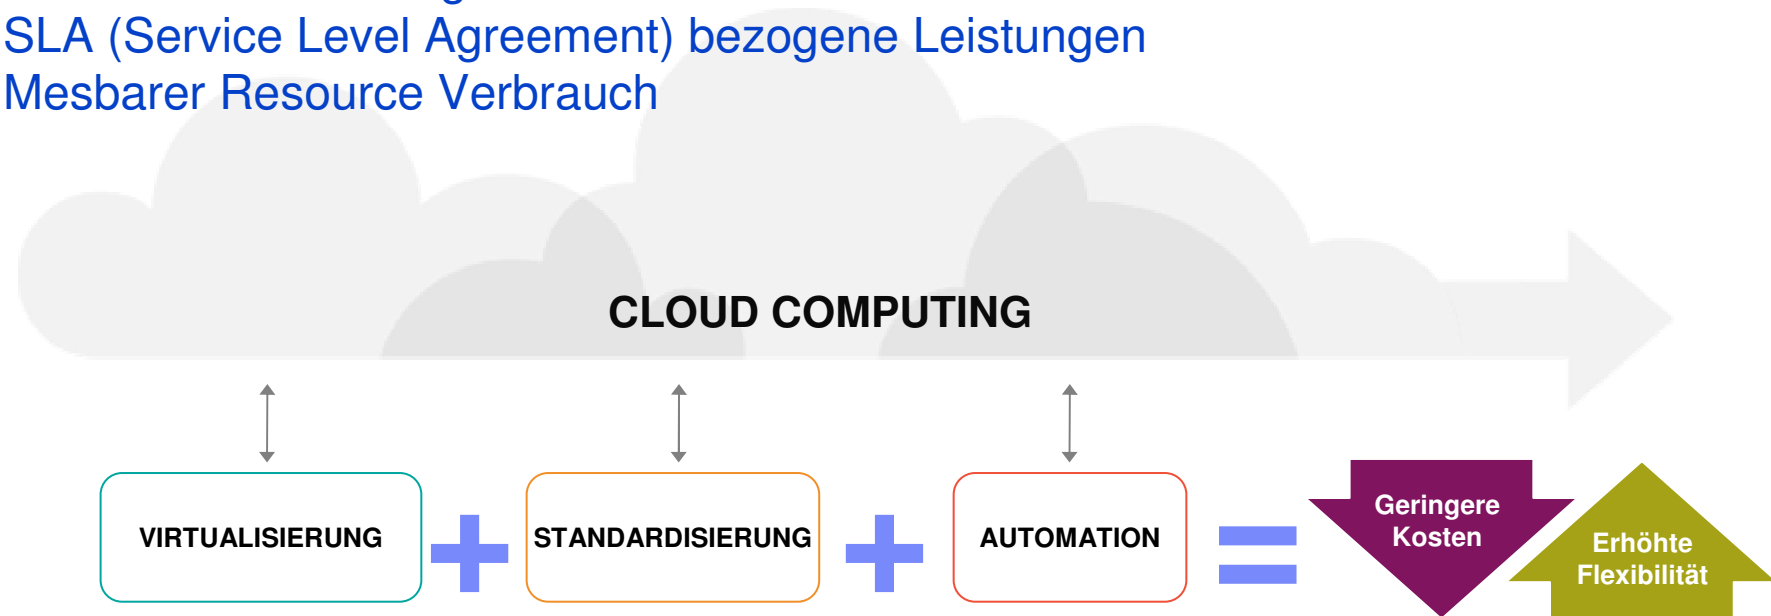 SLA (Service Level Agreement) bezogene Leistungen
Mesbarer Resource Verbrauch
CLOUD COMPUTING
VIRTUALISIERUNG
STANDARDISIERUNG
AUTOMATION
Geringere
Kosten
Erhöhte
Flexibilität